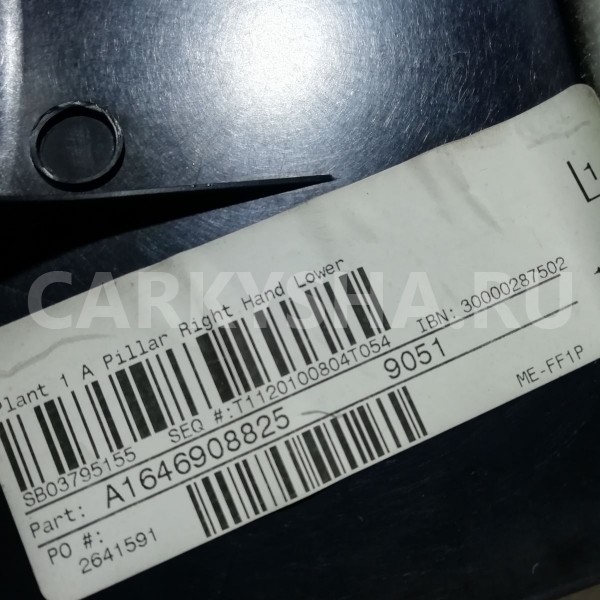 Plant 1 A Pillar Right Hand Lower
SB03795155
SEQ #:T1120100804T054
IBN: 30000287502
Part: A1646908825
9051
ME-FF1P
PO #:
2641591
L1
CARKYSHA.RU